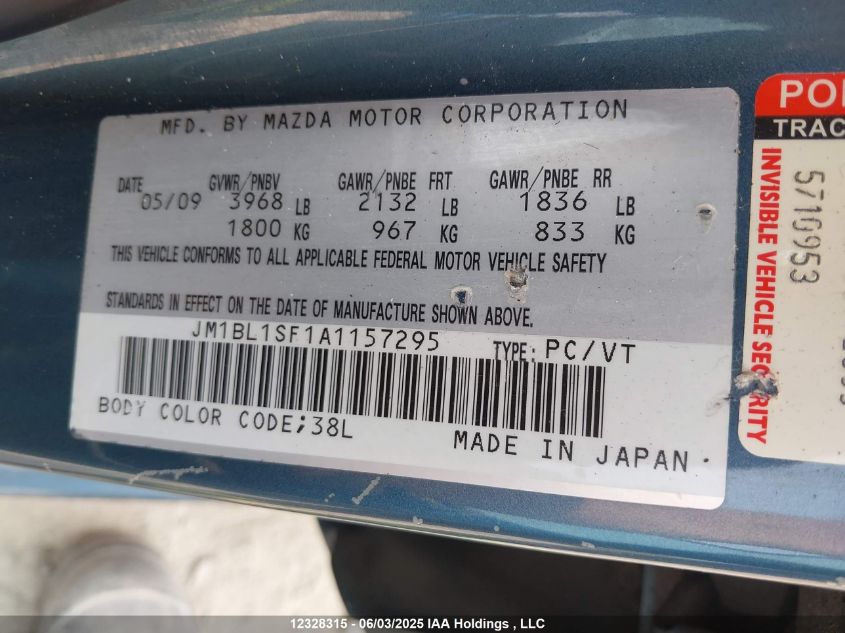 MFD. BY MAZDA MOTOR CORPORATION
DATE GVWR/PNBV GAWR/PNBE FRT GAWR/PNBE RR
05/09 3968 LB 2132 LB 1836 LB
1800 KG 967 KG 833 KG
THIS VEHICLE CONFORMS TO ALL APPLICABLE FEDERAL MOTOR VEHICLE SAFETY
STANDARDS IN EFFECT ON THE DATE OF MANUFACTURE SHOWN ABOVE.
JM1BL1SF1A1157295 TYPE: PC/VT
BODY COLOR CODE;38L
MADE IN JAPAN
INVISIBLE VEHICLE SECURITY
5710953
12328315 - 06/03/2025 IAA Holdings , LLC